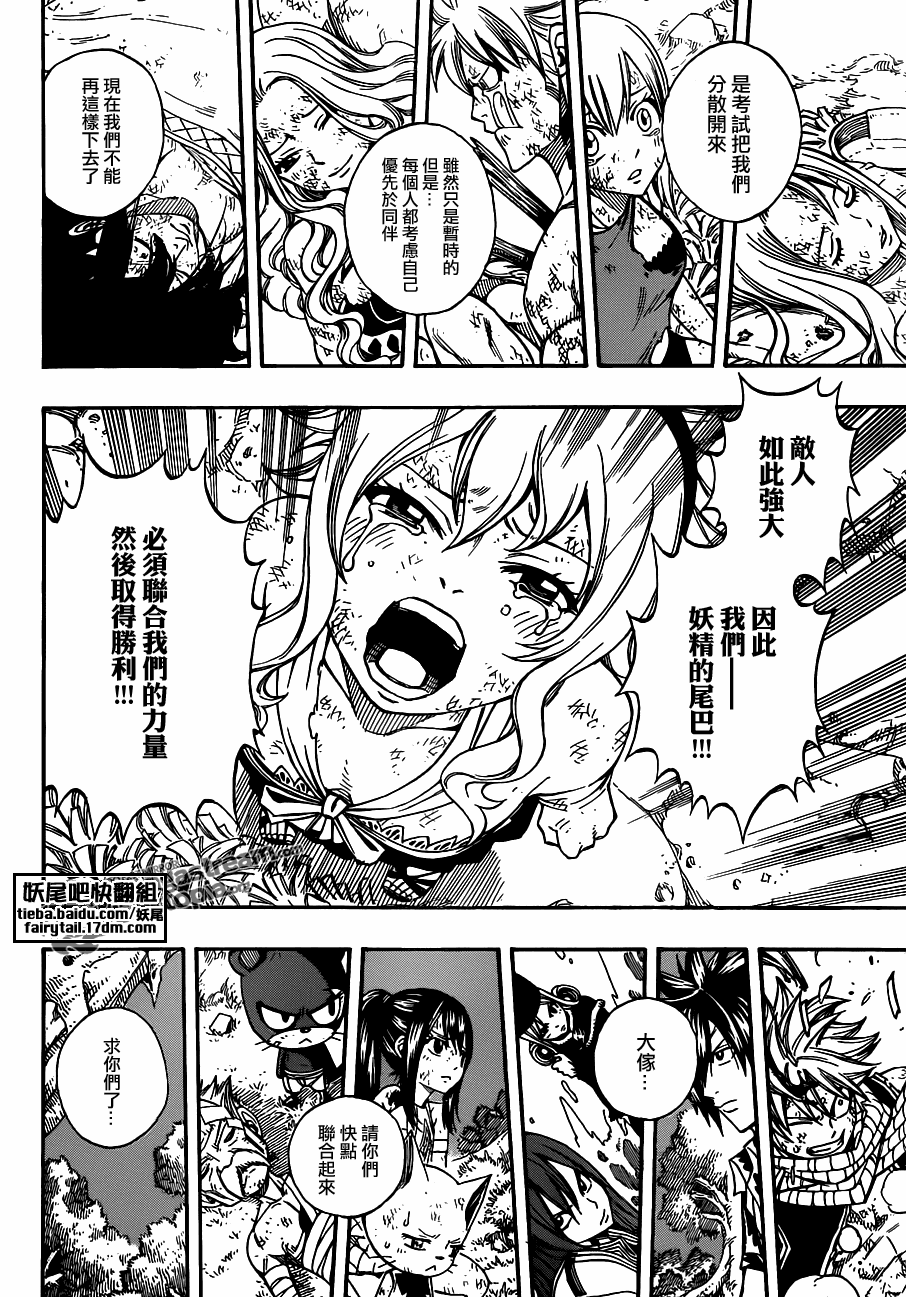 是考試把我們
分散開來
雖然只是暫時的
但是…
每個人都考慮自己
優先於同伴
現在我們不能
再這樣下去了
敵人
如此強大
因此
我們——
妖精的尾巴!!!
必須聯合我們的力量
然後取得勝利!!!
妖尾吧快翻組
tieba.baidu.com/妖尾
fairytail.17dm.com
大傢…
請你們
快點
聯合起來
求你們了…